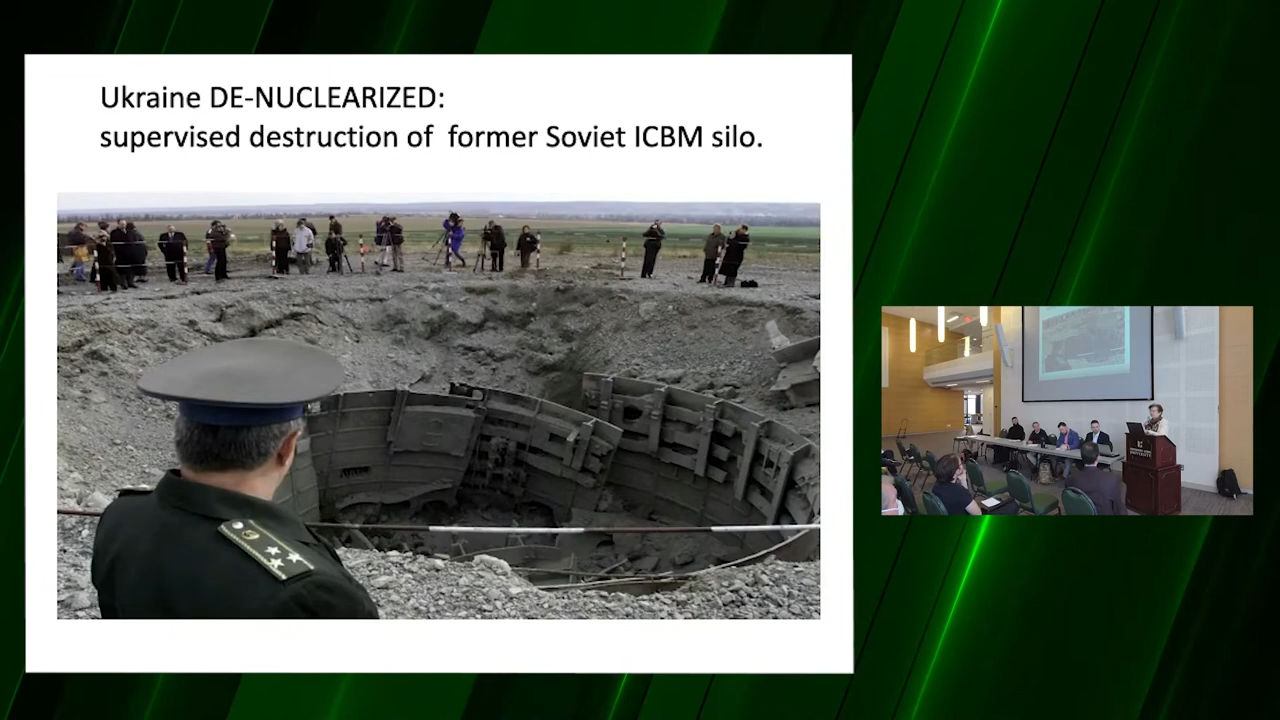 Ukraine DE-NUCLEARIZED:
supervised destruction of  former Soviet ICBM silo.